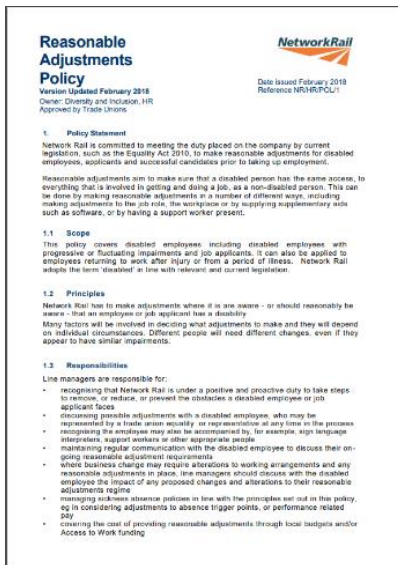 Reasonable
Adjustments
Policy
NetworkRail
Version Updated February 2018
Owner: Diversity and Inclusion, HR
Approved by Trade Unions
Date issued February 2018
Reference NR/HR/POL/1
1. Policy Statement
Network Rail is committed to meeting the duty placed on the company by current
legislation, such as the Equality Act 2010, to make reasonable adjustments for disabled
employees, applicants and successful candidates prior to taking up employment.
Reasonable adjustments aim to make sure that a disabled person has the same access, to
everything that is involved in getting and doing a job, as a non-disabled person. This can
be done by making reasonable adjustments in a number of different ways, including
making adjustments to the job role, the workplace or by supplying supplementary aids
such as software, or by having a support worker present.
1.1 Scope
This policy covers disabled employees including disabled employees with
progressive or fluctuating impairments and job applicants. It can also be applied to
employees returning to work after injury or from a period of illness. Network Rail
adopts the term 'disabled' in line with relevant and current legislation.
1.2 Principles
Network Rail has to make adjustments where it is are aware - or should reasonably be
aware - that an employee or job applicant has a disability
Many factors will be involved in deciding what adjustments to make and they will depend
on individual circumstances. Different people will need different changes, even if they
appear to have similar impairments.
1.3 Responsibilities
Line managers are responsible for:
• recognising that Network Rail is under a positive and proactive duty to take steps
to remove, or reduce, or prevent the obstacles a disabled employee or job
applicant faces
• discussing possible adjustments with a disabled employee, who may be
represented by a trade union equality or representative at any time in the process
• recognising the employee may also be accompanied by, for example, sign language
interpreters, support workers or other appropriate people
• maintaining regular communication with the disabled employee to discuss their on-
going reasonable adjustment requirements
• where business change may require alterations to working arrangements and any
reasonable adjustments in place, line managers should discuss with the disabled
employee the impact of any proposed changes and alterations to their reasonable
adjustments regime
• managing sickness absence policies in line with the principles set out in this policy,
eg in considering adjustments to absence trigger points, or performance related
pay
• covering the cost of providing reasonable adjustments through local budgets and/or
Access to Work funding